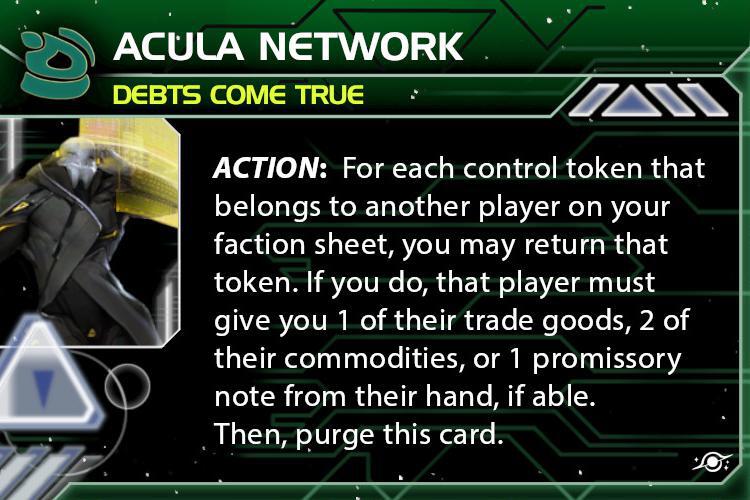 ACULA NETWORK
DEBTS COME TRUE
ACTION: For each control token that
belongs to another player on your
faction sheet, you may return that
token. If you do, that player must
give you 1 of their trade goods, 2 of
their commodities, or 1 promissory
note from their hand, if able.
Then, purge this card.